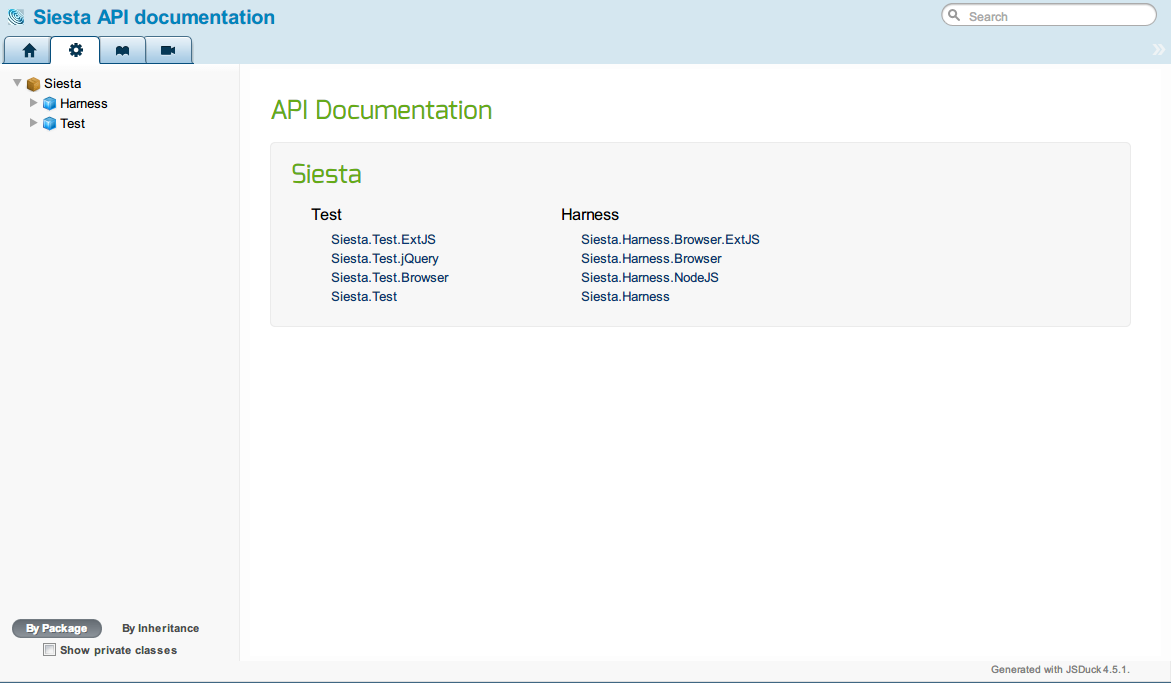 Siesta API documentation
Search
Siesta
Harness
Test
API Documentation
Siesta
Test
Siesta.Test.ExtJS
Siesta.Test.jQuery
Siesta.Test.Browser
Siesta.Test
Harness
Siesta.Harness.Browser.ExtJS
Siesta.Harness.Browser
Siesta.Harness.NodeJS
Siesta.Harness
By Package By Inheritance
Show private classes
Generated with JSDuck 4.5.1.